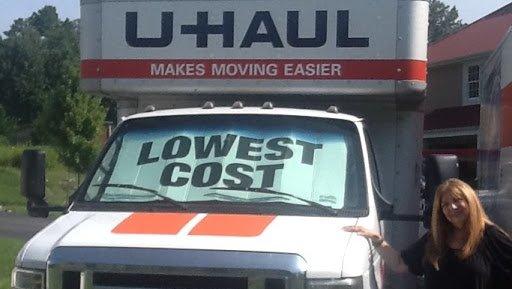 U-HAUL
MAKES MOVING EASIER
LOWEST
COST